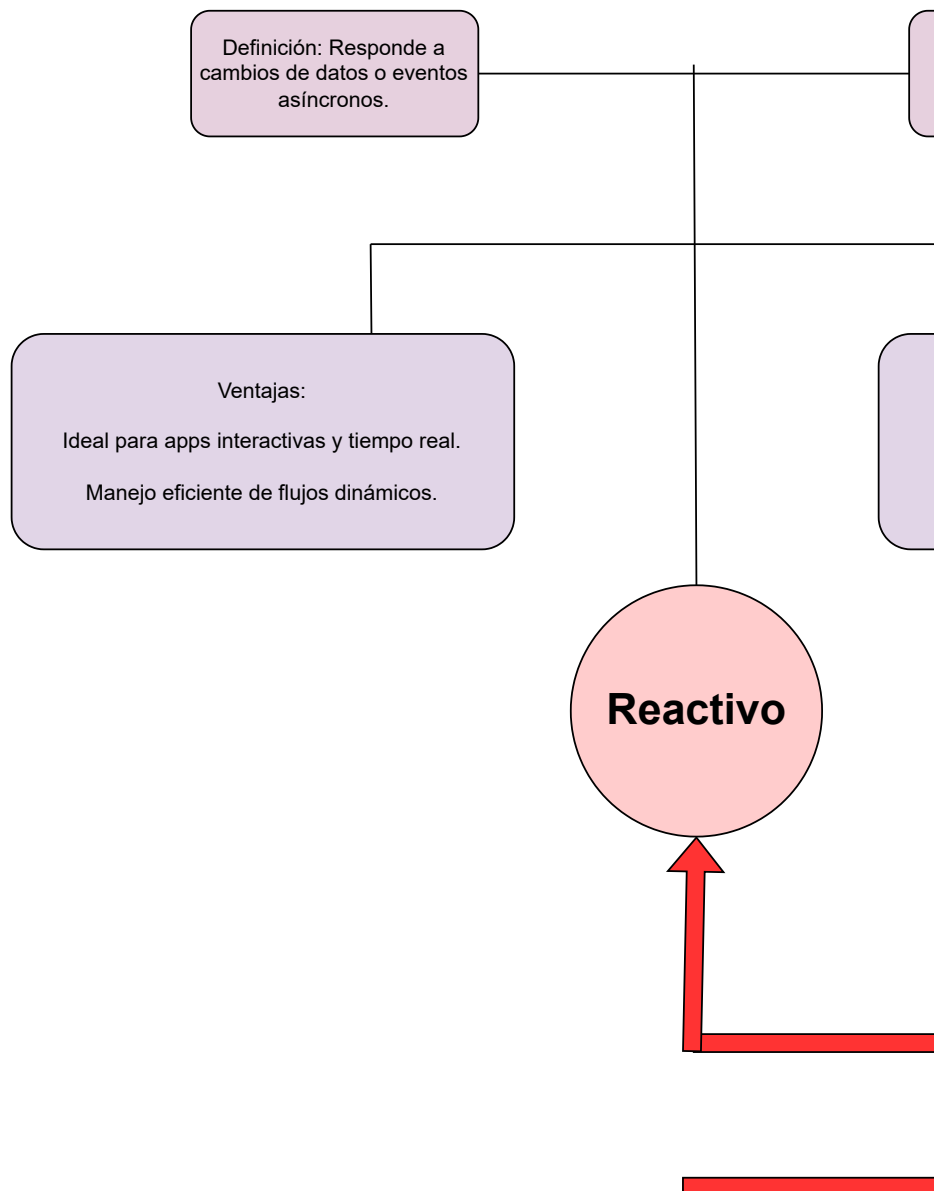 Definición: Responde a
cambios de datos o eventos
asíncronos.
Ventajas:
Ideal para apps interactivas y tiempo real.
Manejo eficiente de flujos dinámicos.
Reactivo